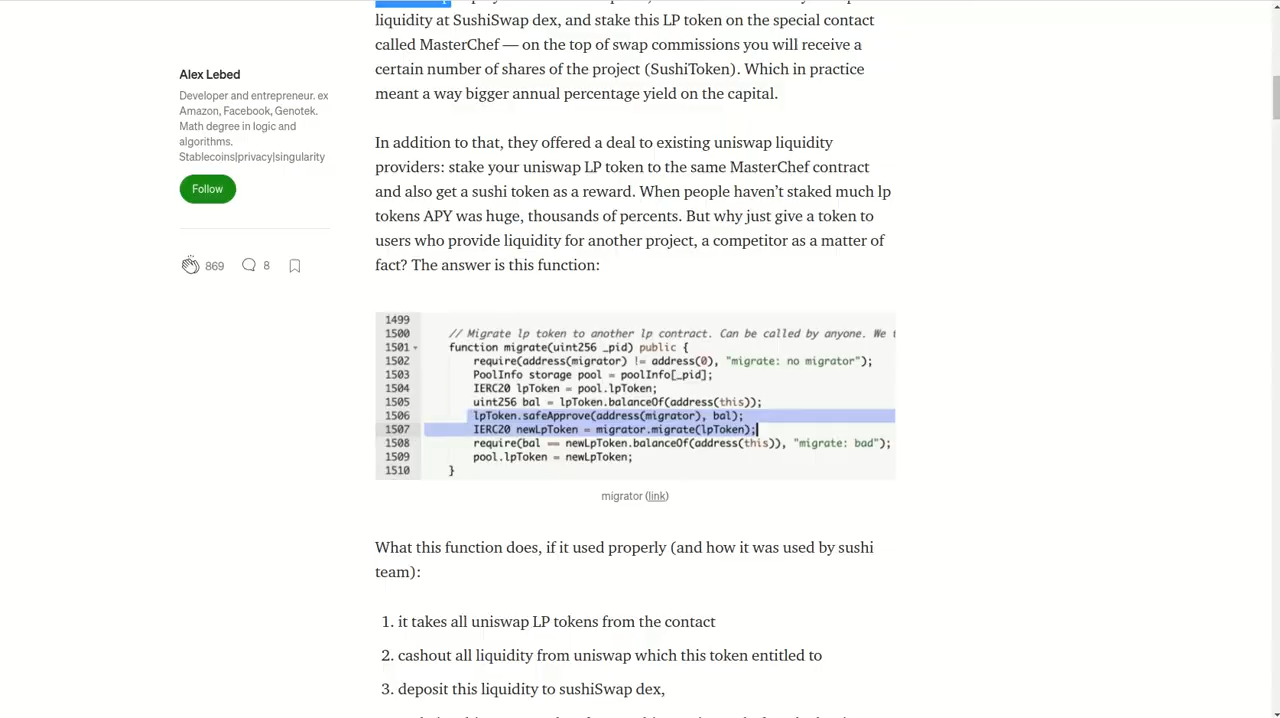 liquidity at SushiSwap dex, and stake this LP token on the special contact
called MasterChef — on the top of swap commissions you will receive a
certain number of shares of the project (SushiToken). Which in practice
meant a way bigger annual percentage yield on the capital.
Alex Lebed
Developer and entrepreneur. ex
Amazon, Facebook, Genotek.
Math degree in logic and
algorithms.
Stablecoins|privacy|singularity
Follow
869
8
In addition to that, they offered a deal to existing uniswap liquidity
providers: stake your uniswap LP token to the same MasterChef contract
and also get a sushi token as a reward. When people haven’t staked much lp
tokens APY was huge, thousands of percents. But why just give a token to
users who provide liquidity for another project, a competitor as a matter of
fact? The answer is this function:
1499
1500 // Migrate lp token to another lp contract. Can be called by anyone. We
1501 function migrate(uint256 _pid) public {
1502 require(address(migrator) != address(0), "migrate: no migrator");
1503 PoolInfo storage pool = poolInfo[_pid];
1504 IERC20 lpToken = pool.lpToken;
1505 uint256 bal = lpToken.balanceOf(address(this));
1506 lpToken.safeApprove(address(migrator), bal);
1507 IERC20 newLpToken = migrator.migrate(lpToken);
1508 require(bal == newLpToken.balanceOf(address(this)), "migrate: bad");
1509 pool.lpToken = newLpToken;
1510 }
migrator (link)
What this function does, if it used properly (and how it was used by sushi
team):
1. it takes all uniswap LP tokens from the contact
2. cashout all liquidity from uniswap which this token entitled to
3. deposit this liquidity to sushiSwap dex,